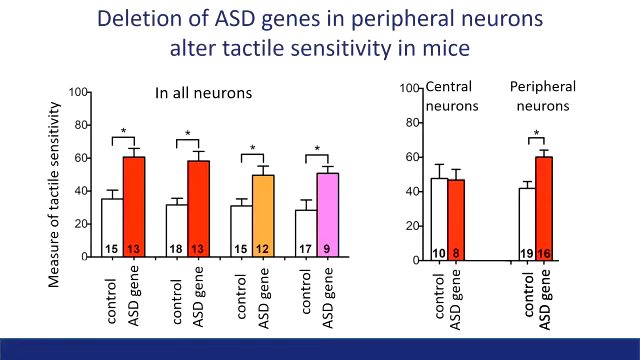 Deletion of ASD genes in peripheral neurons
alter tactile sensitivity in mice
Measure of tactile sensitivity
In all neurons
100
80
60
40
20
0
*
*
*
*
15
13
18
13
15
12
17
9
control
ASD gene
control
ASD gene
control
ASD gene
control
ASD gene
Central
neurons
Peripheral
neurons
100
80
60
40
20
0
*
10
8
19
16
control
ASD gene
control
ASD gene